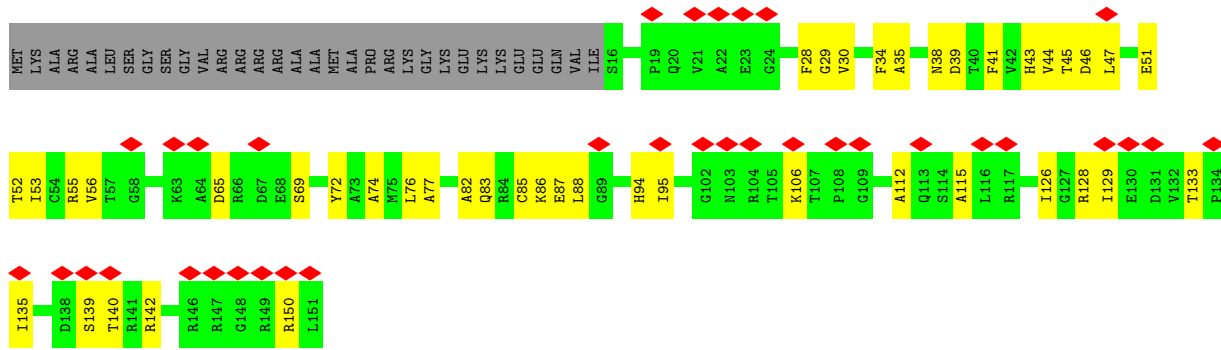 MET LYS ALA ARG ALA ALA LEU SER GLY SER GLY VAL ARG ARG ARG ARG ALA ALA MET ALA PRO ARG LYS GLY LYS GLU LYS LYS GLU GLU GLN VAL ILE S16 P19 Q20 V21 A22 E23 G24 F28 G29 V30 F34 A35 N38 D39 T40 F41 V42 H43 V44 T45 D46 L47 E51
T52 I53 C54 R55 V56 T57 G58 K63 A64 D65 R66 D67 E68 S69 Y72 A73 A74 M75 L76 A77 A82 Q83 R84 C85 K86 E87 L88 G89 H94 I95 G102 N103 R104 T105 K106 T107 P108 G109 A112 Q113 S114 A115 L116 R117 I126 G127 R128 I129 E130 D131 V132 T133 P134
I135 D138 S139 T140 R141 R142 R146 R147 G148 R149 R150 L151